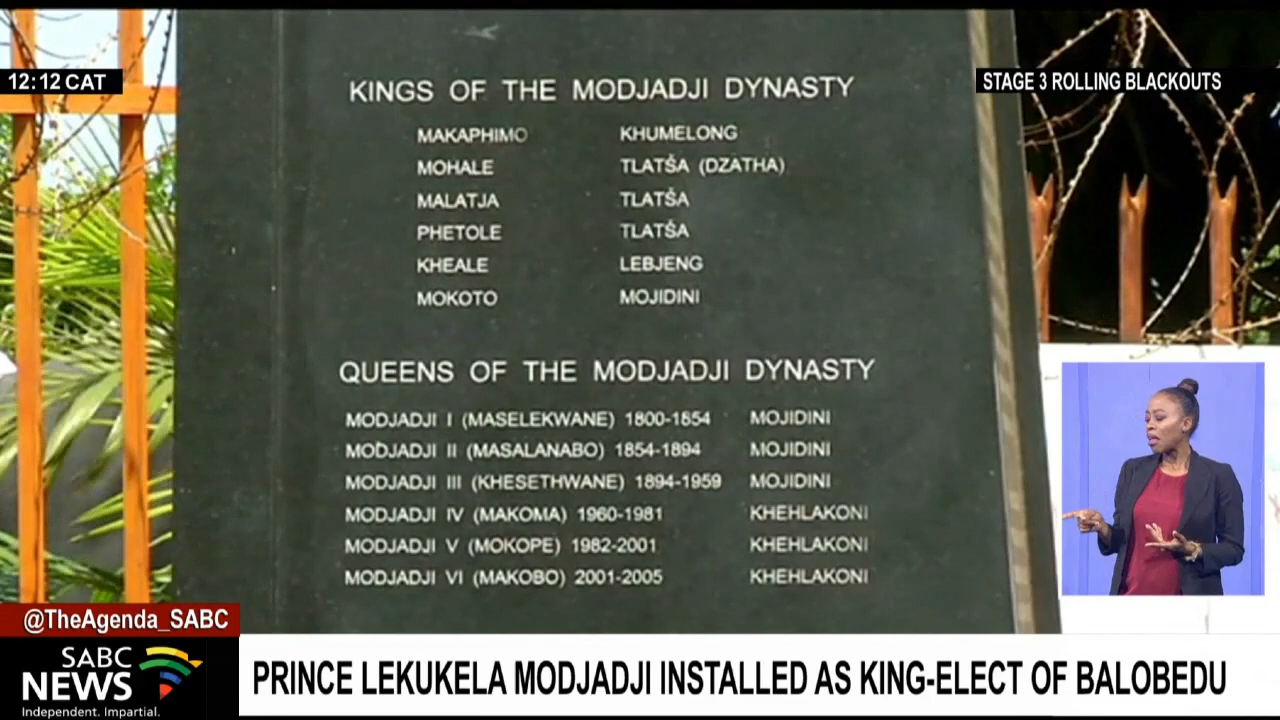 12:12 CAT
STAGE 3 ROLLING BLACKOUTS
KINGS OF THE MODJADJI DYNASTY
MAKAPHIMO KHUMELONG
MOHALE TLATŠA (DZATHA)
MALATJA TLATŠA
PHETOLE TLATŠA
KHEALE LEBJENG
MOKOTO MOJIDINI
QUEENS OF THE MODJADJI DYNASTY
MODJADJI I (MASELEKWANE) 1800-1854 MOJIDINI
MODJADJI II (MASALANABO) 1854-1894 MOJIDINI
MODJADJI III (KHESETHWANE) 1894-1959 MOJIDINI
MODJADJI IV (MAKOMA) 1960-1981 KHEHLAKONI
MODJADJI V (MOKOPE) 1982-2001 KHEHLAKONI
MODJADJI VI (MAKOBO) 2001-2005 KHEHLAKONI
@TheAgenda_SABC
SABC
NEWS
Independent. Impartial.
PRINCE LEKUKELA MODJADJI INSTALLED AS KING-ELECT OF BALOBEDU